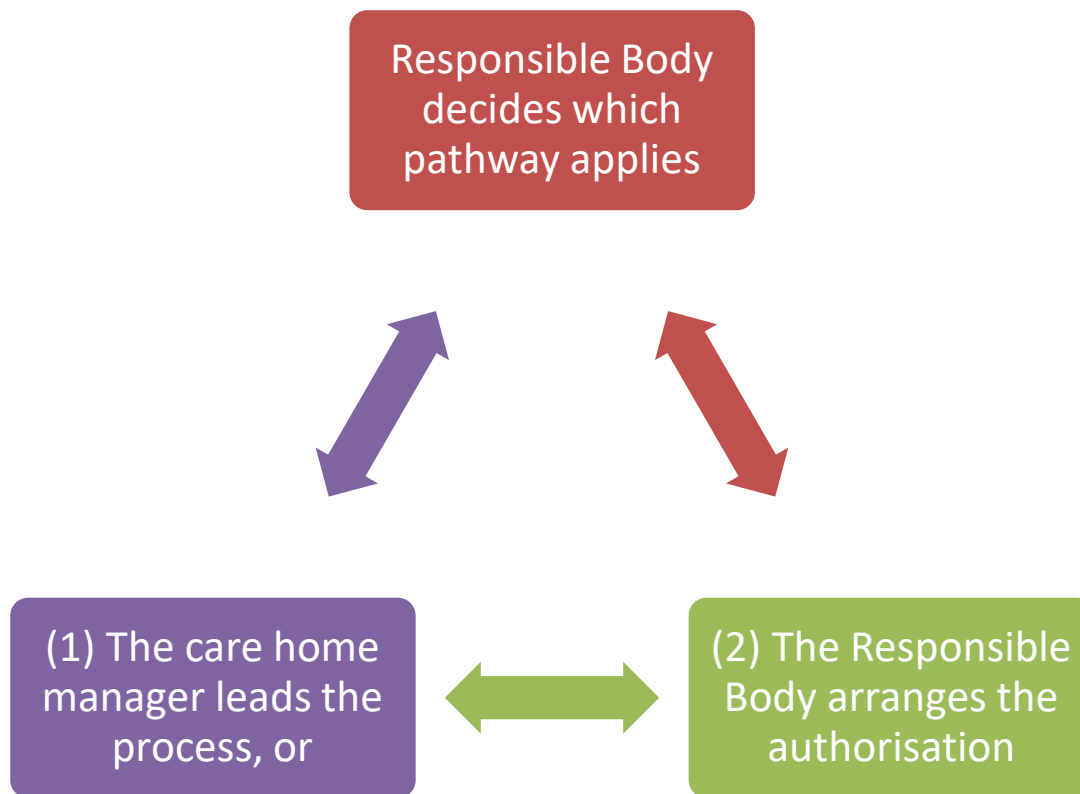 Responsible Body
decides which
pathway applies
(1) The care home
manager leads the
process, or
(2) The Responsible
Body arranges the
authorisation